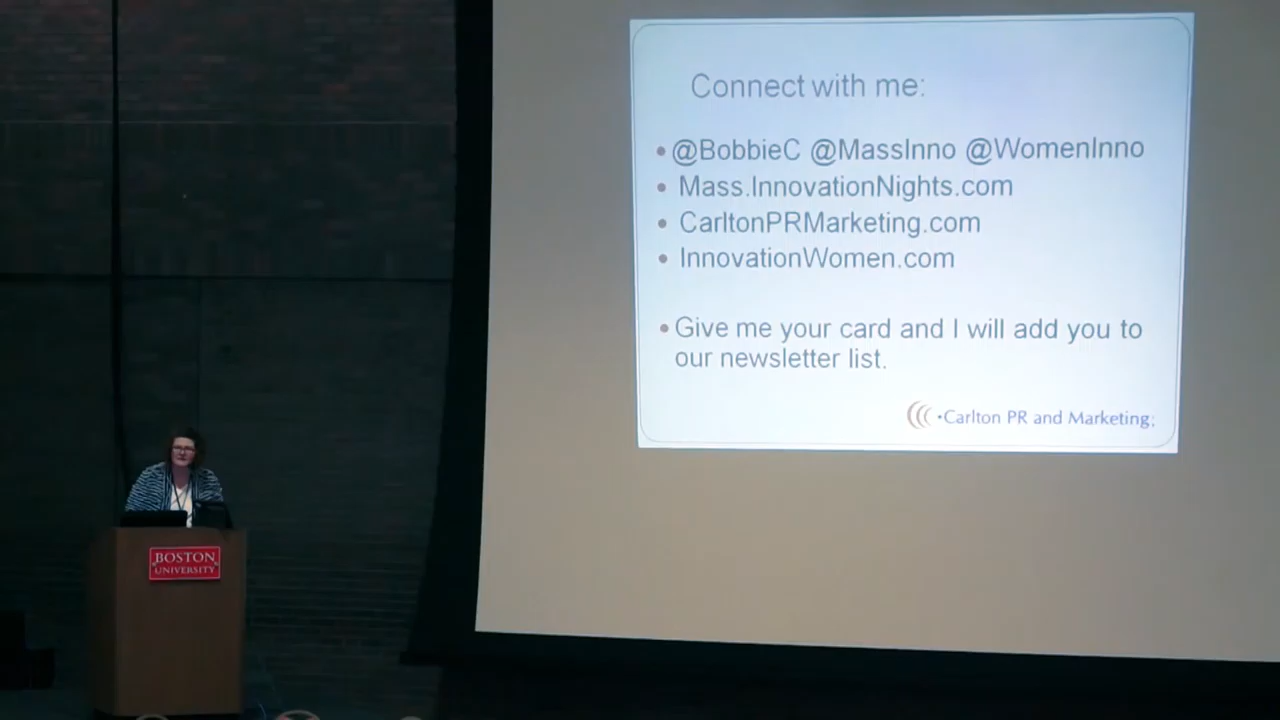 Connect with me:
•@BobbieC @MassInno @WomenInno
• Mass.InnovationNights.com
• CarltonPRMarketing.com
• InnovationWomen.com
•Give me your card and I will add you to
our newsletter list.
•Carlton PR and Marketing;
BOSTON
UNIVERSITY